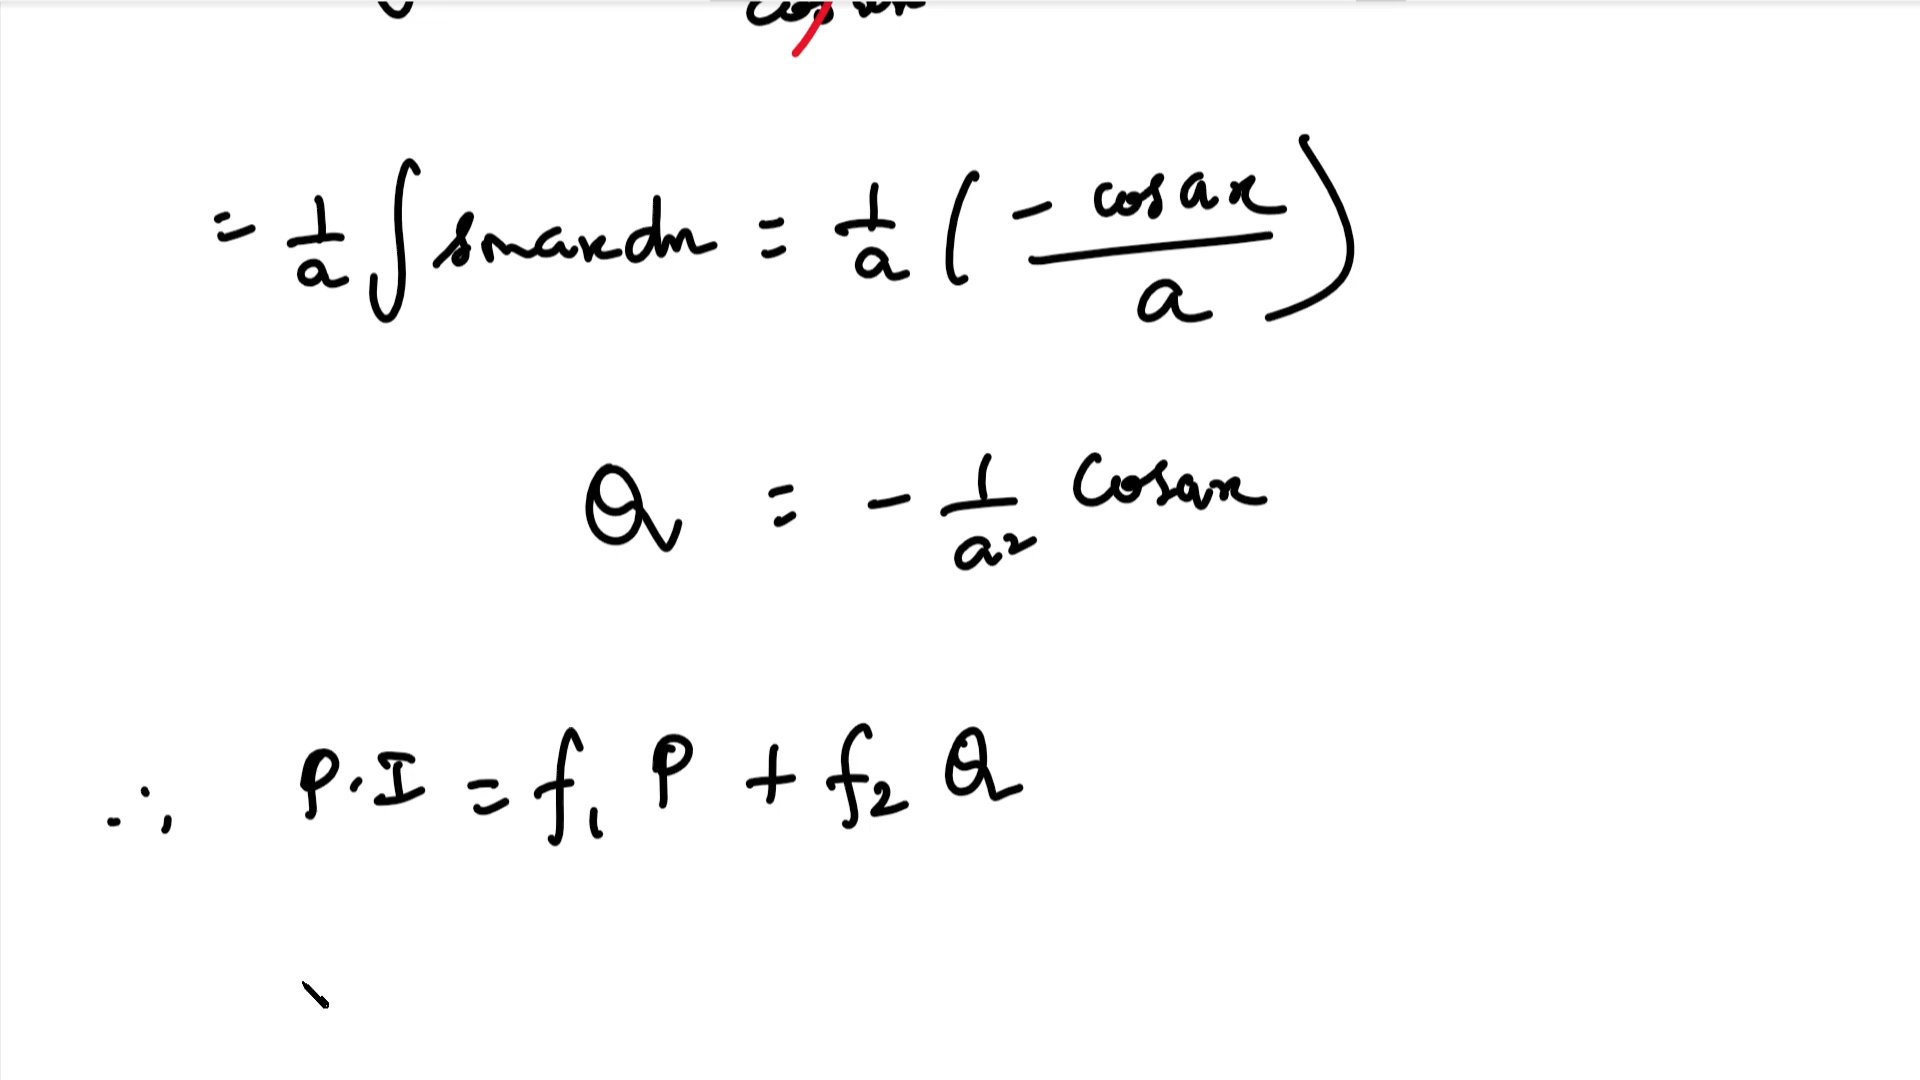 = 1/a ∫ sin ax dx = 1/a ( - cos ax / a )
Q = - 1/a² Cos ax
∴ P.I = f₁ P + f₂ Q